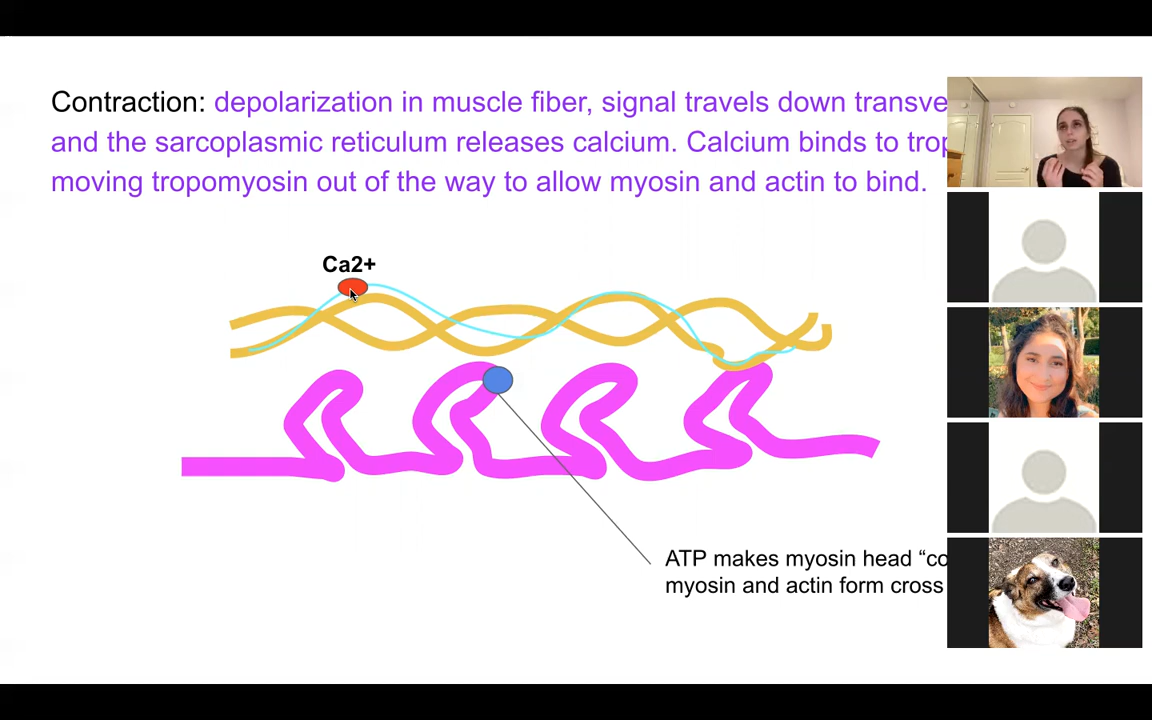 Contraction: depolarization in muscle fiber, signal travels down transve
and the sarcoplasmic reticulum releases calcium. Calcium binds to trop
moving tropomyosin out of the way to allow myosin and actin to bind.
Ca2+
ATP makes myosin head “co
myosin and actin form cross